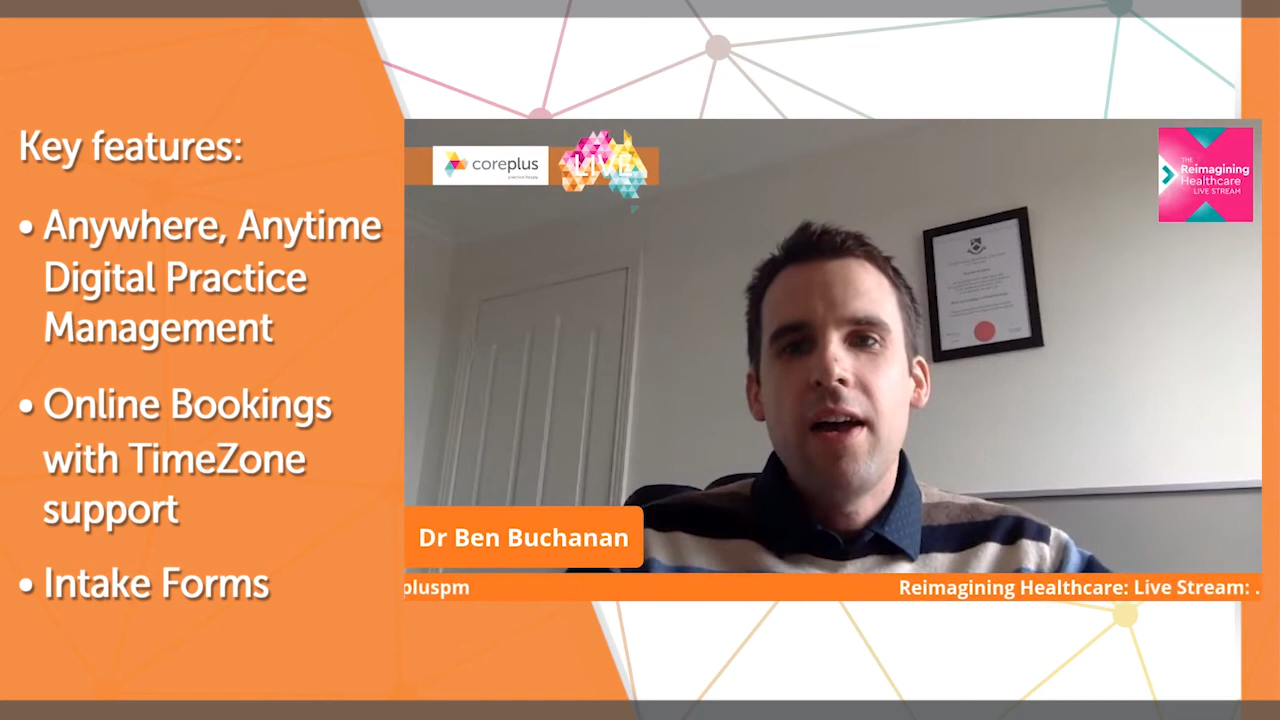 Key features:
• Anywhere, Anytime
Digital Practice
Management
• Online Bookings
with TimeZone
support
• Intake Forms
coreplus
LIVE
THE
Reimagining
Healthcare
LIVE STREAM
Dr Ben Buchanan
pluspm
Reimagining Healthcare: Live Stream: .